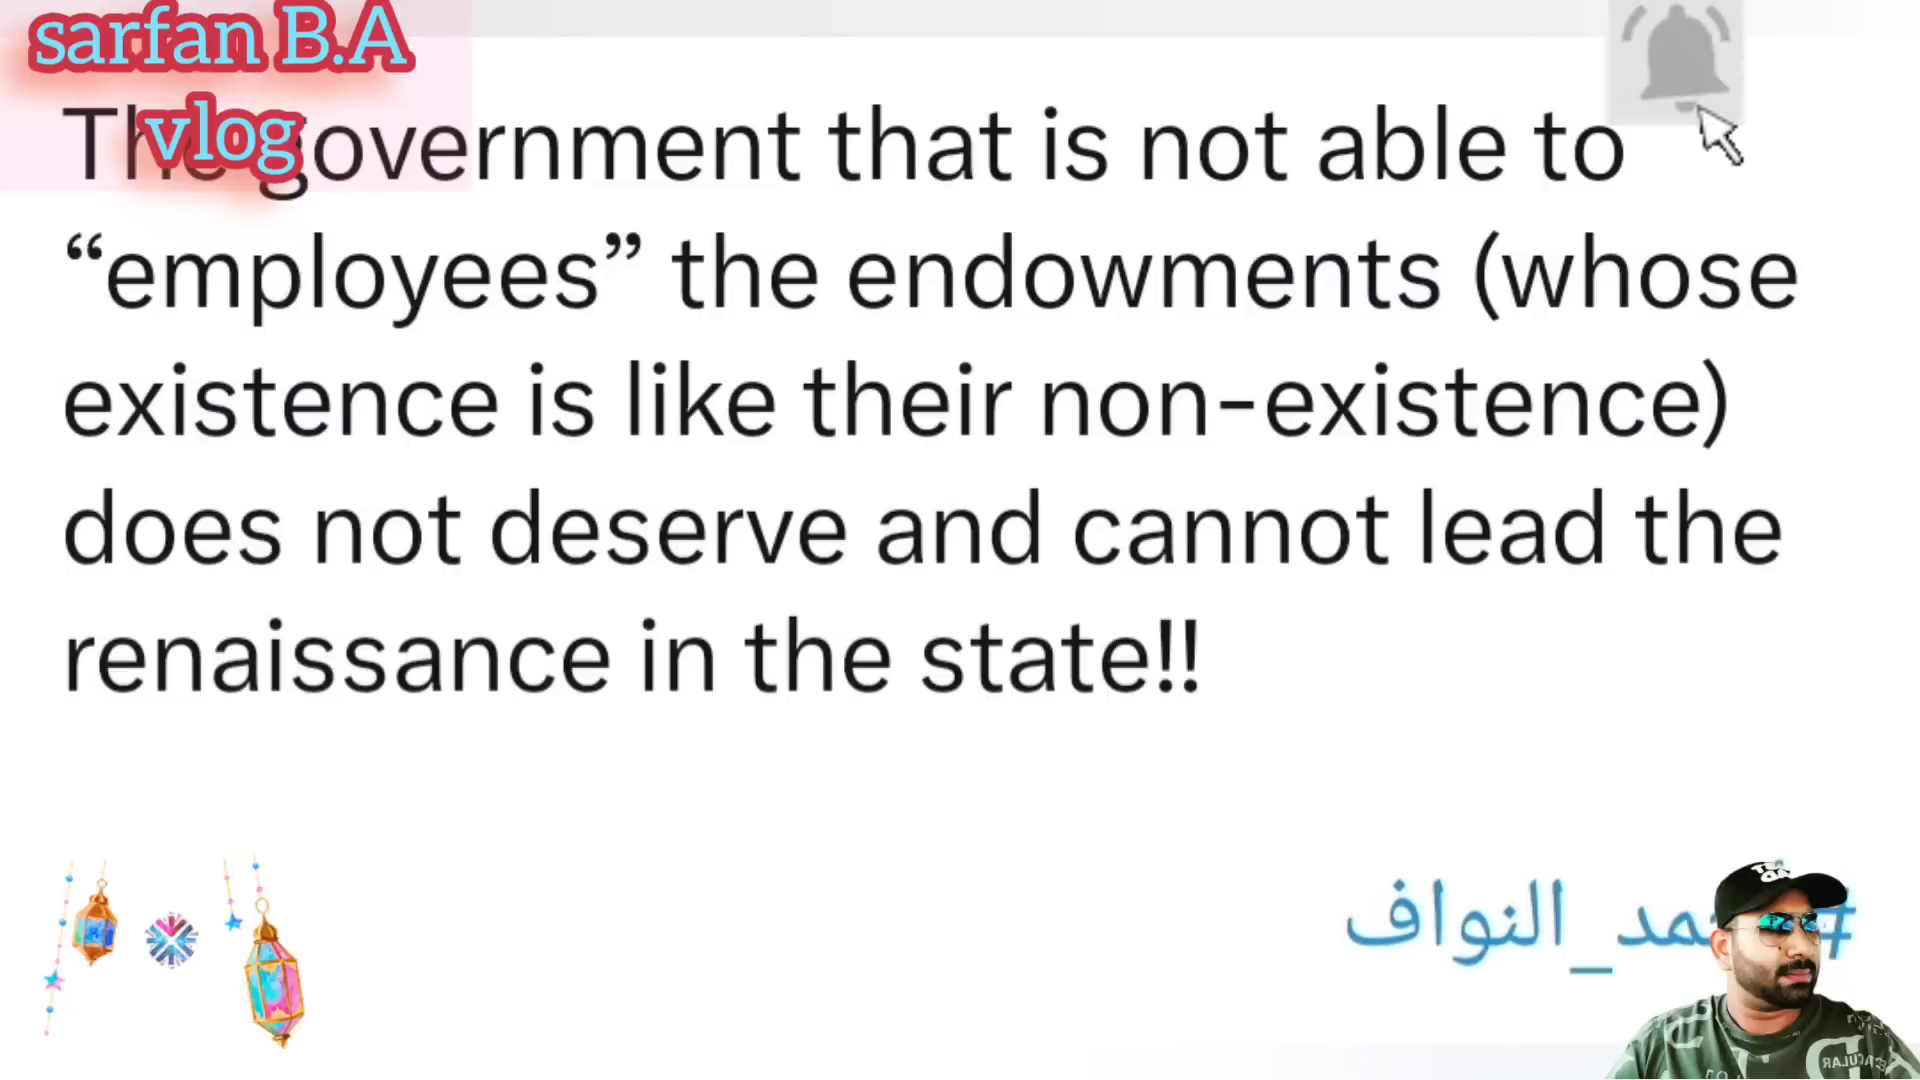 sarfan B.A
vlog
The government that is not able to
“employees” the endowments (whose
existence is like their non-existence)
does not deserve and cannot lead the
renaissance in the state!!
النواف